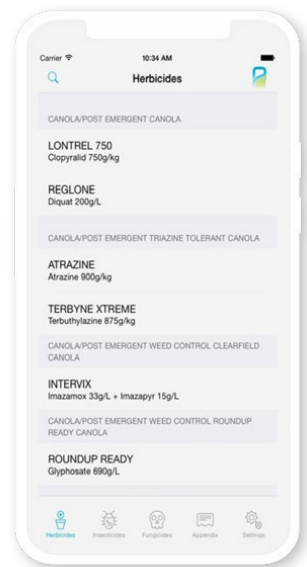 Carrier 10:34 AM
Herbicides
CANOLA/POST EMERGENT CANOLA
LONTREL 750
Clopyralid 750g/kg
REGLONE
Diquat 200g/L
CANOLA/POST EMERGENT TRIAZINE TOLERANT CANOLA
ATRAZINE
Atrazine 900g/kg
TERBYNE XTREME
Terbuthylazine 875g/kg
CANOLA/POST EMERGENT WEED CONTROL CLEARFIELD
CANOLA
INTERVIX
Imazamox 33g/L + Imazapyr 15g/L
CANOLA/POST EMERGENT WEED CONTROL ROUNDUP
READY CANOLA
ROUNDUP READY
Glyphosate 690g/L
Herbicides Insecticides Fungicides Appendix Settings